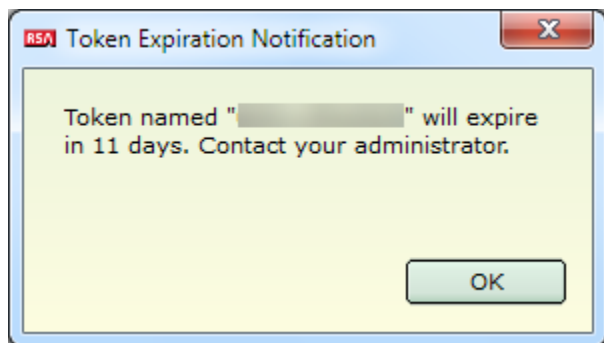 RSA Token Expiration Notification
Token named "" will expire
in 11 days. Contact your administrator.
OK